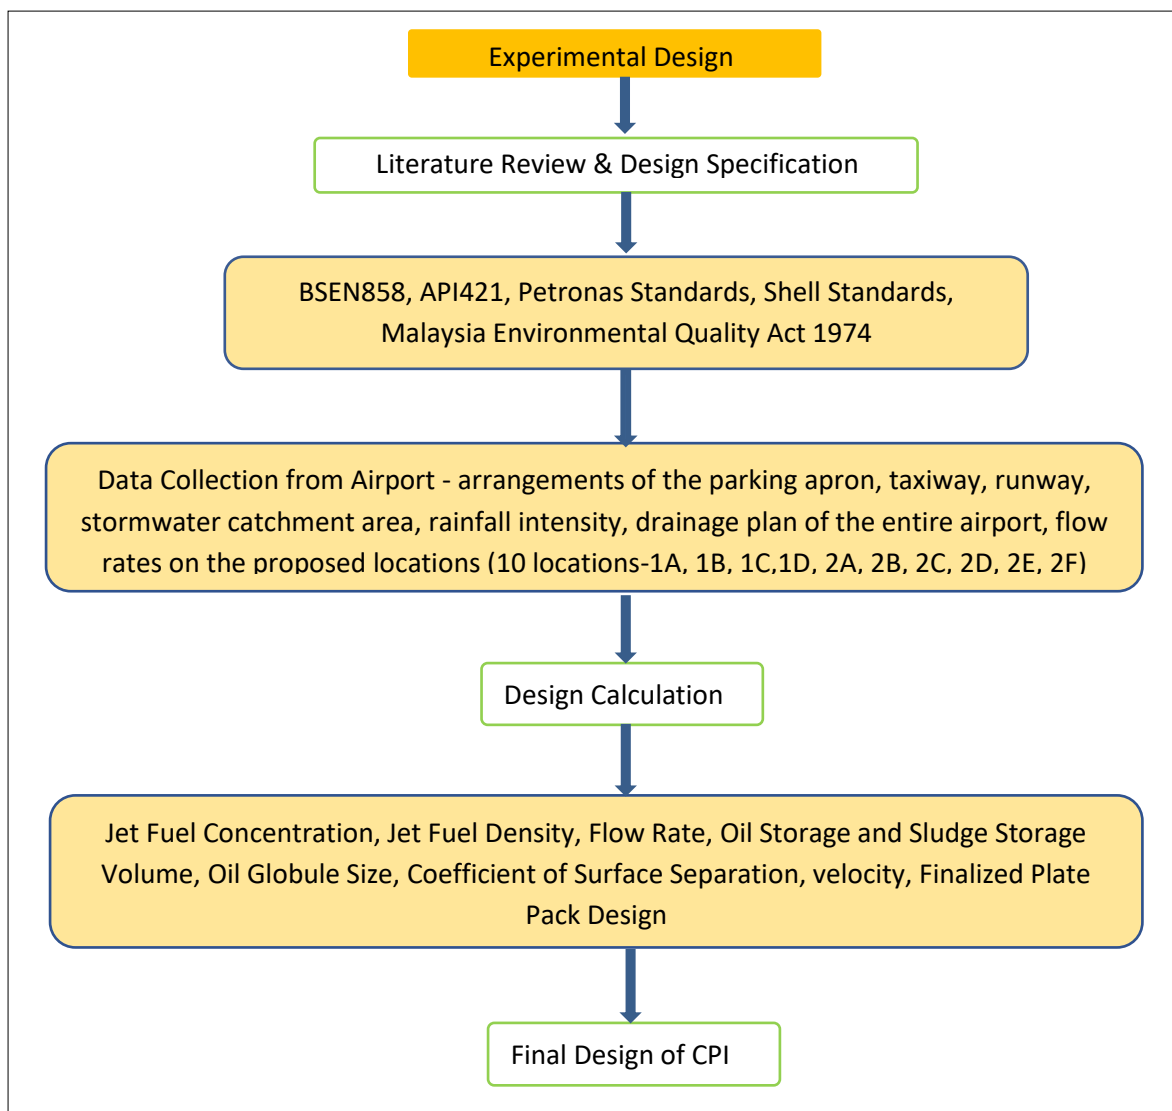 Experimental Design
Literature Review & Design Specification
BSEN858, API421, Petronas Standards, Shell Standards,
Malaysia Environmental Quality Act 1974
Data Collection from Airport - arrangements of the parking apron, taxiway, runway,
stormwater catchment area, rainfall intensity, drainage plan of the entire airport, flow
rates on the proposed locations (10 locations-1A, 1B, 1C,1D, 2A, 2B, 2C, 2D, 2E, 2F)
Design Calculation
Jet Fuel Concentration, Jet Fuel Density, Flow Rate, Oil Storage and Sludge Storage
Volume, Oil Globule Size, Coefficient of Surface Separation, velocity, Finalized Plate
Pack Design
Final Design of CPI